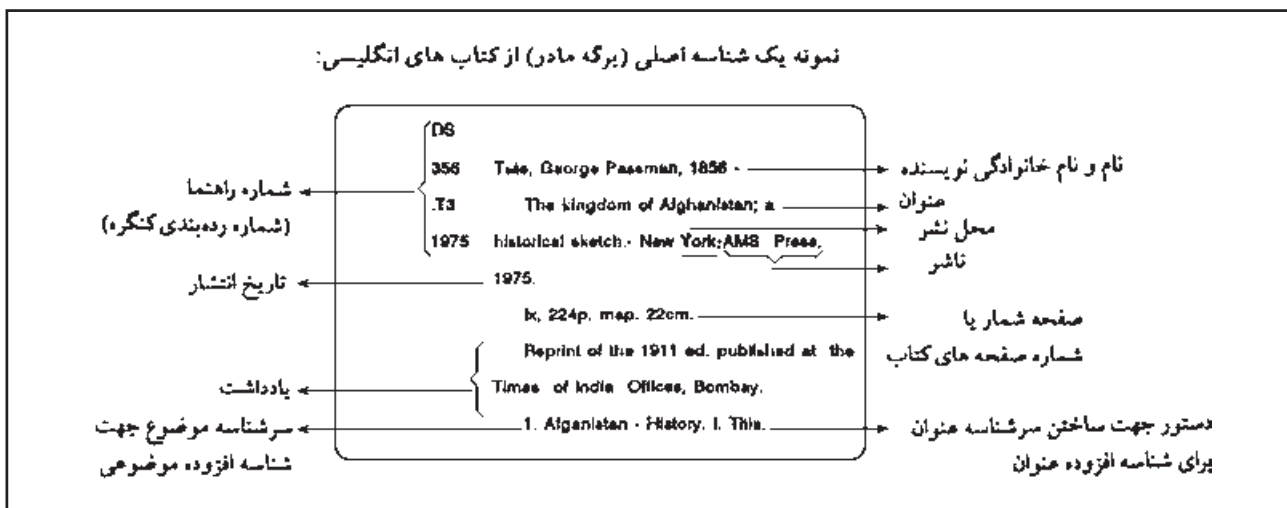 نمونه یک شناسه اصلی (برگه مادر) از کتاب های انگلیسی:
DS
356 Tate, George Passman, 1856 -
.T3 The kingdom of Afghanistan; a
1975 historical sketch.- New York: AMS Press,
1975.
ix, 224p, map. 22cm.
Reprint of the 1911 ed. published at the
Times of India Offices, Bombay.
1. Afganistan - History. I. This.
شماره راهنما
(شماره رده‌بندی کنگره)
تاریخ انتشار
یادداشت
سرشناسه موضوع جهت
شناسه افزوده موضوعی
نام و نام خانوادگی نویسنده
عنوان
محل نشر
ناشر
صفحه شمار یا
شماره صفحه های کتاب
دستور جهت ساختن سرشناسه عنوان
برای شناسه افزوده عنوان